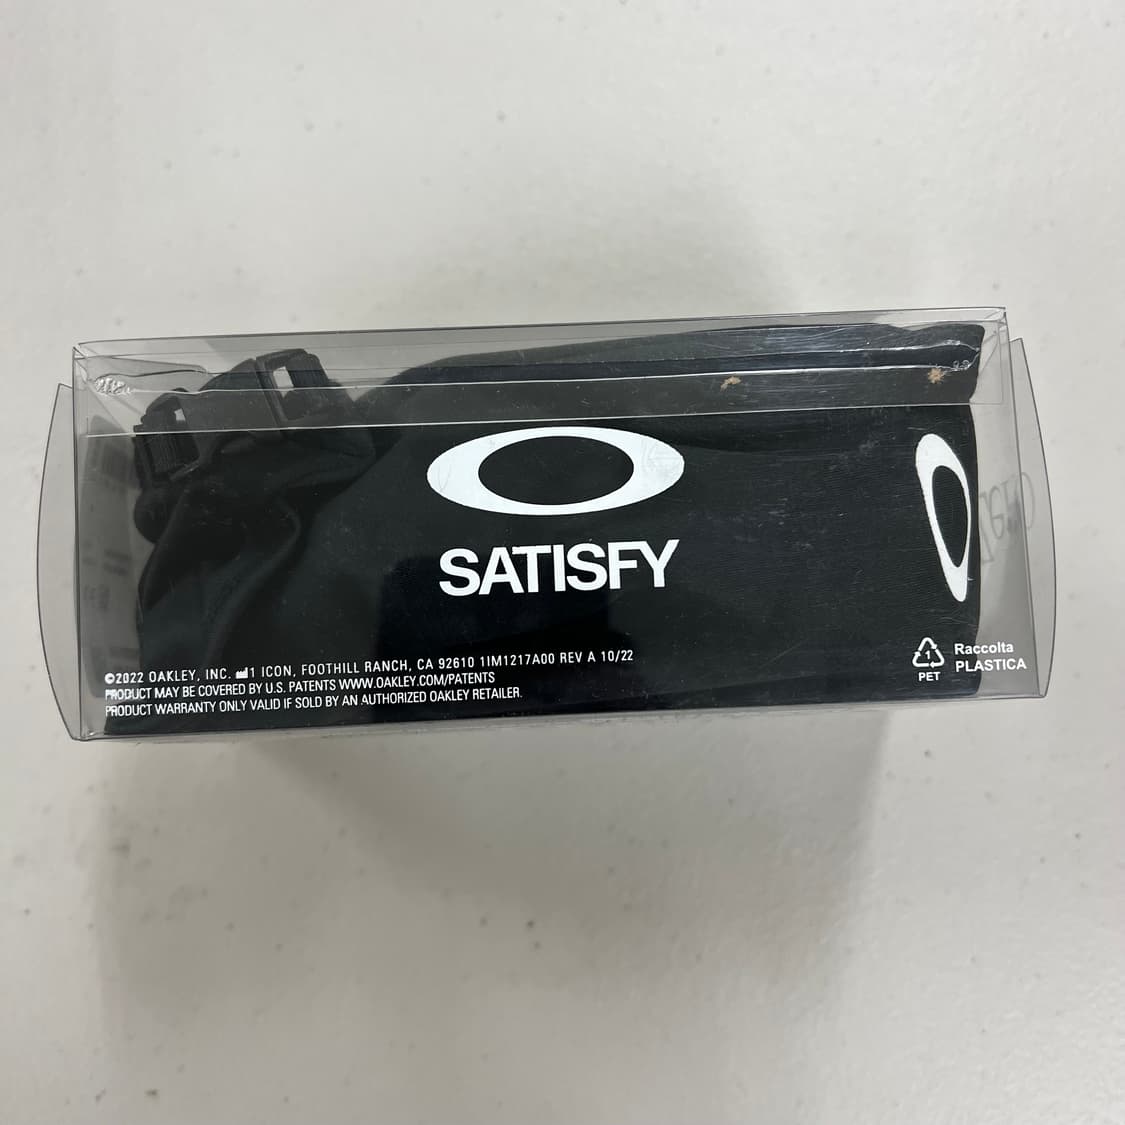 SATISFY
©2022 OAKLEY, INC. 1 ICON, FOOTHILL RANCH, CA 92610 1IM1217A00 REV A 10/22
PRODUCT MAY BE COVERED BY U.S. PATENTS WWW.OAKLEY.COM/PATENTS
PRODUCT WARRANTY ONLY VALID IF SOLD BY AN AUTHORIZED OAKLEY RETAILER.
1
PET
Raccolta
PLASTICA